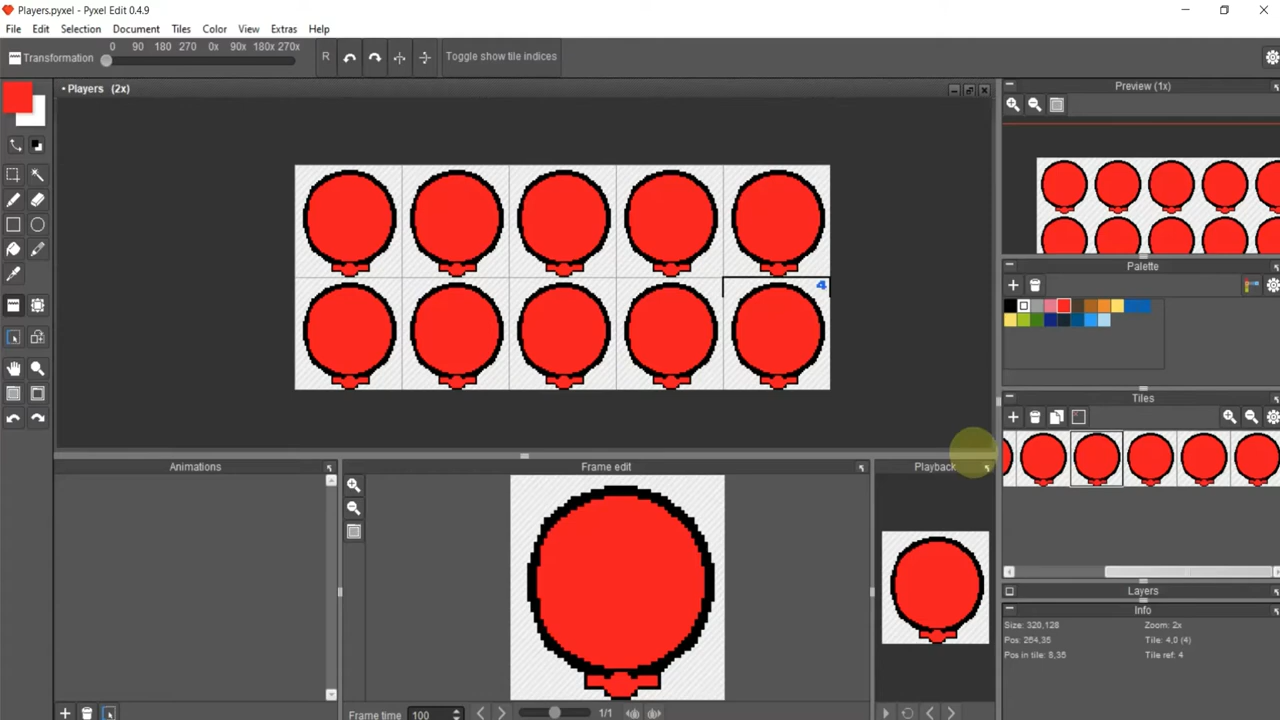 Players.pyxel - Pyxel Edit 0.4.9
File Edit Selection Document Tiles Color View Extras Help
Transformation 0 90 180 270 0x 90x 180x 270x R Toggle show tile indices
• Players (2x)
Preview (1x)
4
Palette
Tiles
Animations
Frame edit
Playback
Layers
Info
Size: 320,128 Zoom: 2x
Pos: 264,35 Tile: 4,0 (4)
Pos in tile: 8,35 Tile ref: 4
Frame time 100 1/1